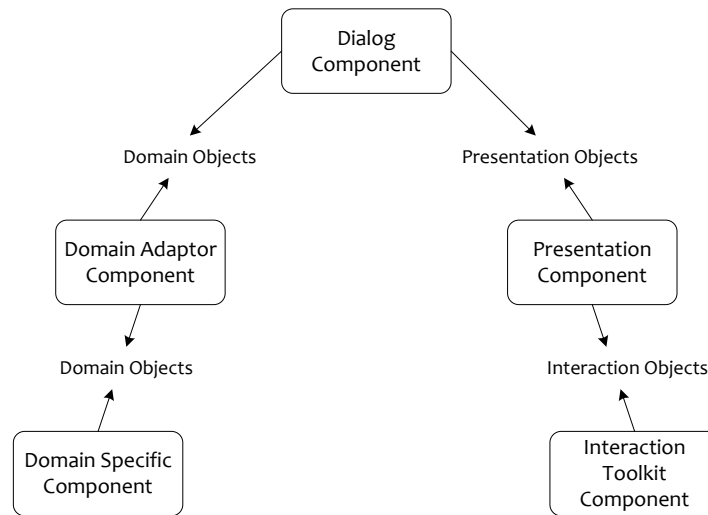 Dialog
Component
Domain Objects
Presentation Objects
Domain Adaptor
Component
Presentation
Component
Domain Objects
Interaction Objects
Domain Specific
Component
Interaction
Toolkit
Component